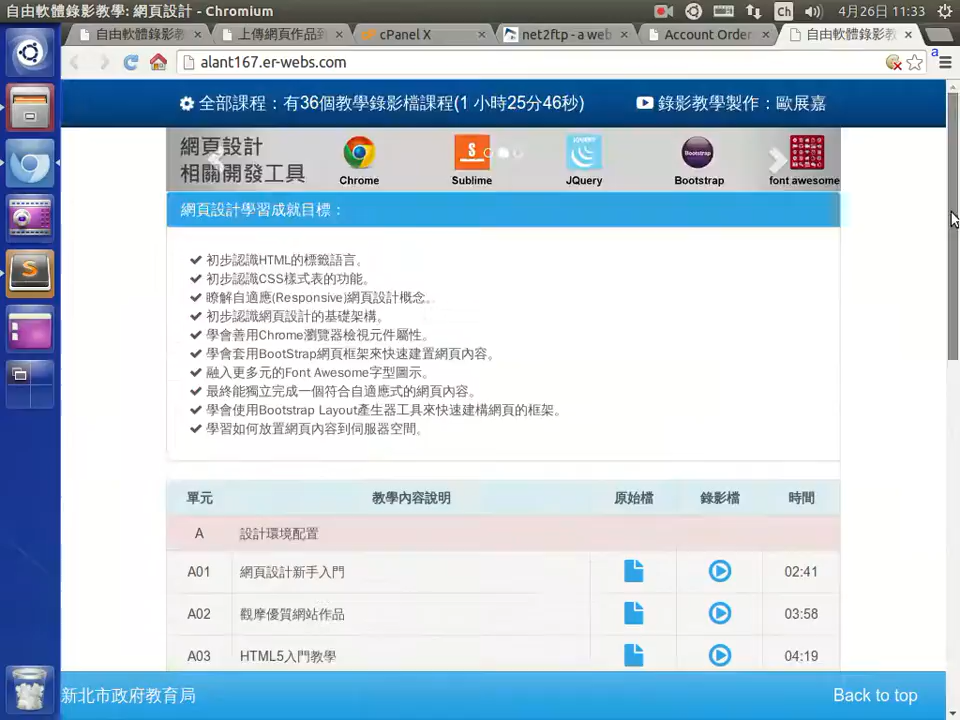 自由軟體錄影教學: 網頁設計 - Chromium
Ch
4月26日 11:33
自由軟體錄影教
上傳網頁作品到
cPanel X
net2ftp - a web
Account Order
自由軟體錄影教
alant167.er-webs.com
a
全部課程：有36個教學錄影檔課程(1 小時25分46秒)
錄影教學製作：歐展嘉
網頁設計
相關開發工具
Chrome
Sublime
JQuery
Bootstrap
Bootstrap
font awesome
網頁設計學習成就目標：
初步認識HTML的標籤語言。
初步認識CSS樣式表的功能。
瞭解自適應(Responsive)網頁設計概念。
初步認識網頁設計的基礎架構。
學會善用Chrome瀏覽器檢視元件屬性。
學會套用BootStrap網頁框架來快速建置網頁內容。
融入更多元的Font Awesome字型圖示。
最終能獨立完成一個符合自適應式的網頁內容。
學會使用Bootstrap Layout產生器工具來快速建構網頁的框架。
學習如何放置網頁內容到伺服器空間。
單元 教學內容說明 原始檔 錄影檔 時間
A 設計環境配置
A01 網頁設計新手入門 02:41
A02 觀摩優質網站作品 03:58
A03 HTML5入門教學 04:19
新北市政府教育局
Back to top